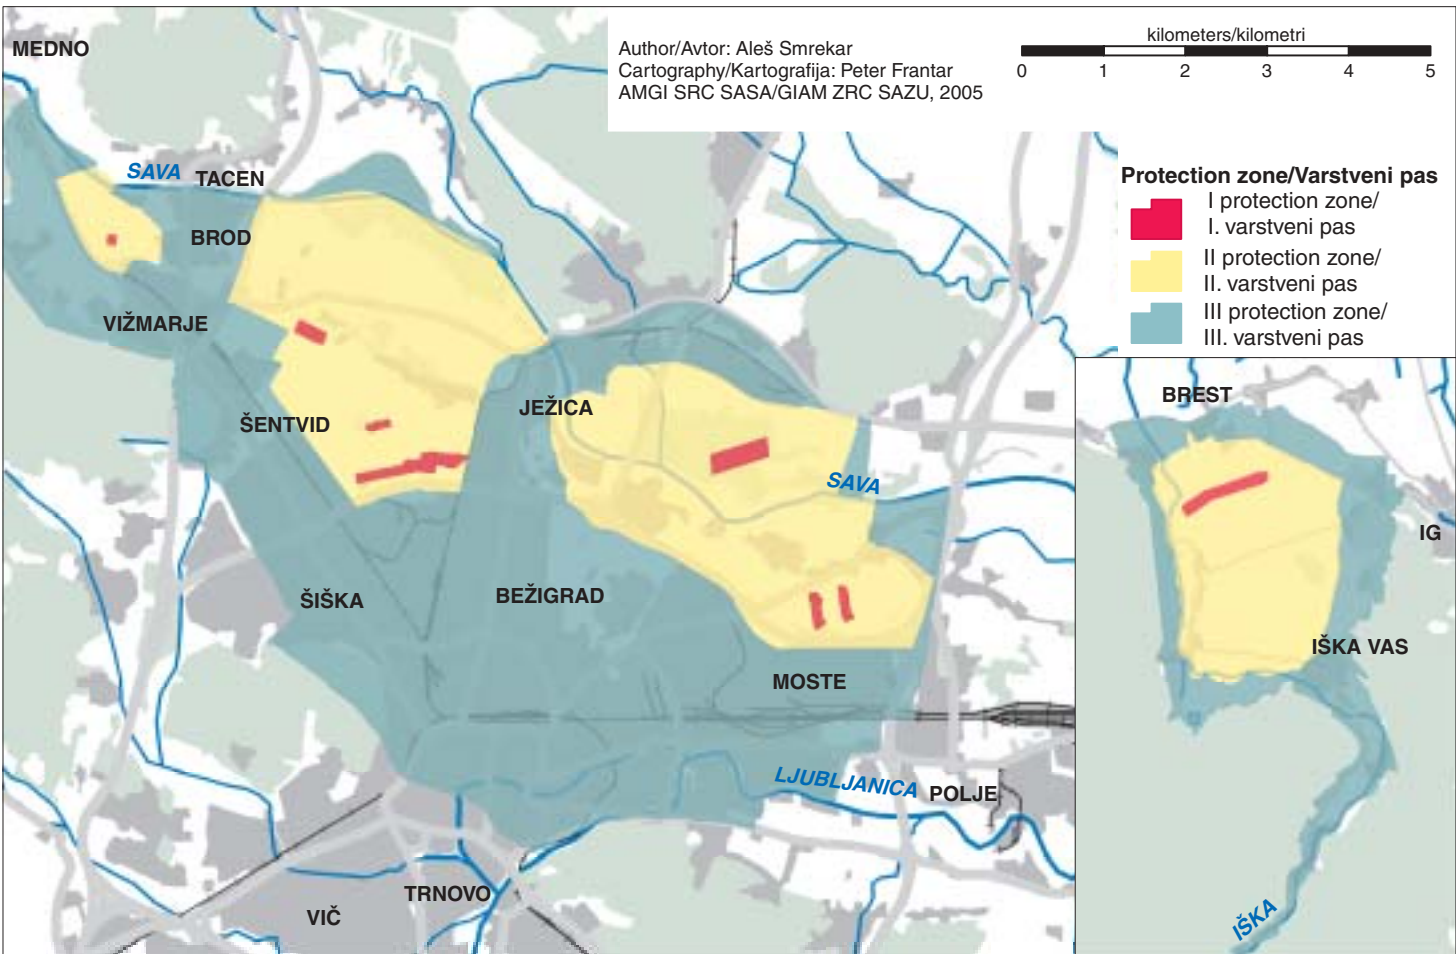 MEDNO
Author/Avtor: Aleš Smrekar
Cartography/Kartografija: Peter Frantar
AMGI SRC SASA/GIAM ZRC SAZU, 2005
kilometers/kilometri
0 1 2 3 4 5
Protection zone/Varstveni pas
I protection zone/
I. varstveni pas
II protection zone/
II. varstveni pas
III protection zone/
III. varstveni pas
SAVA
TACEN
BROD
VIŽMARJE
ŠENTVID
JEŽICA
SAVA
ŠIŠKA
BEŽIGRAD
MOSTE
LJUBLJANICA
POLJE
TRNOVO
VIČ
BREST
IG
IŠKA VAS
IŠKA